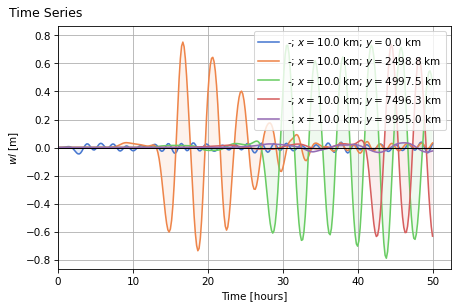 Time Series
-; x = 10.0 km; y = 0.0 km
-; x = 10.0 km; y = 2498.8 km
-; x = 10.0 km; y = 4997.5 km
-; x = 10.0 km; y = 7496.3 km
-; x = 10.0 km; y = 9995.0 km
wl [m]
0.8
0.6
0.4
0.2
0.0
−0.2
−0.4
−0.6
−0.8
0 10 20 30 40 50
Time [hours]